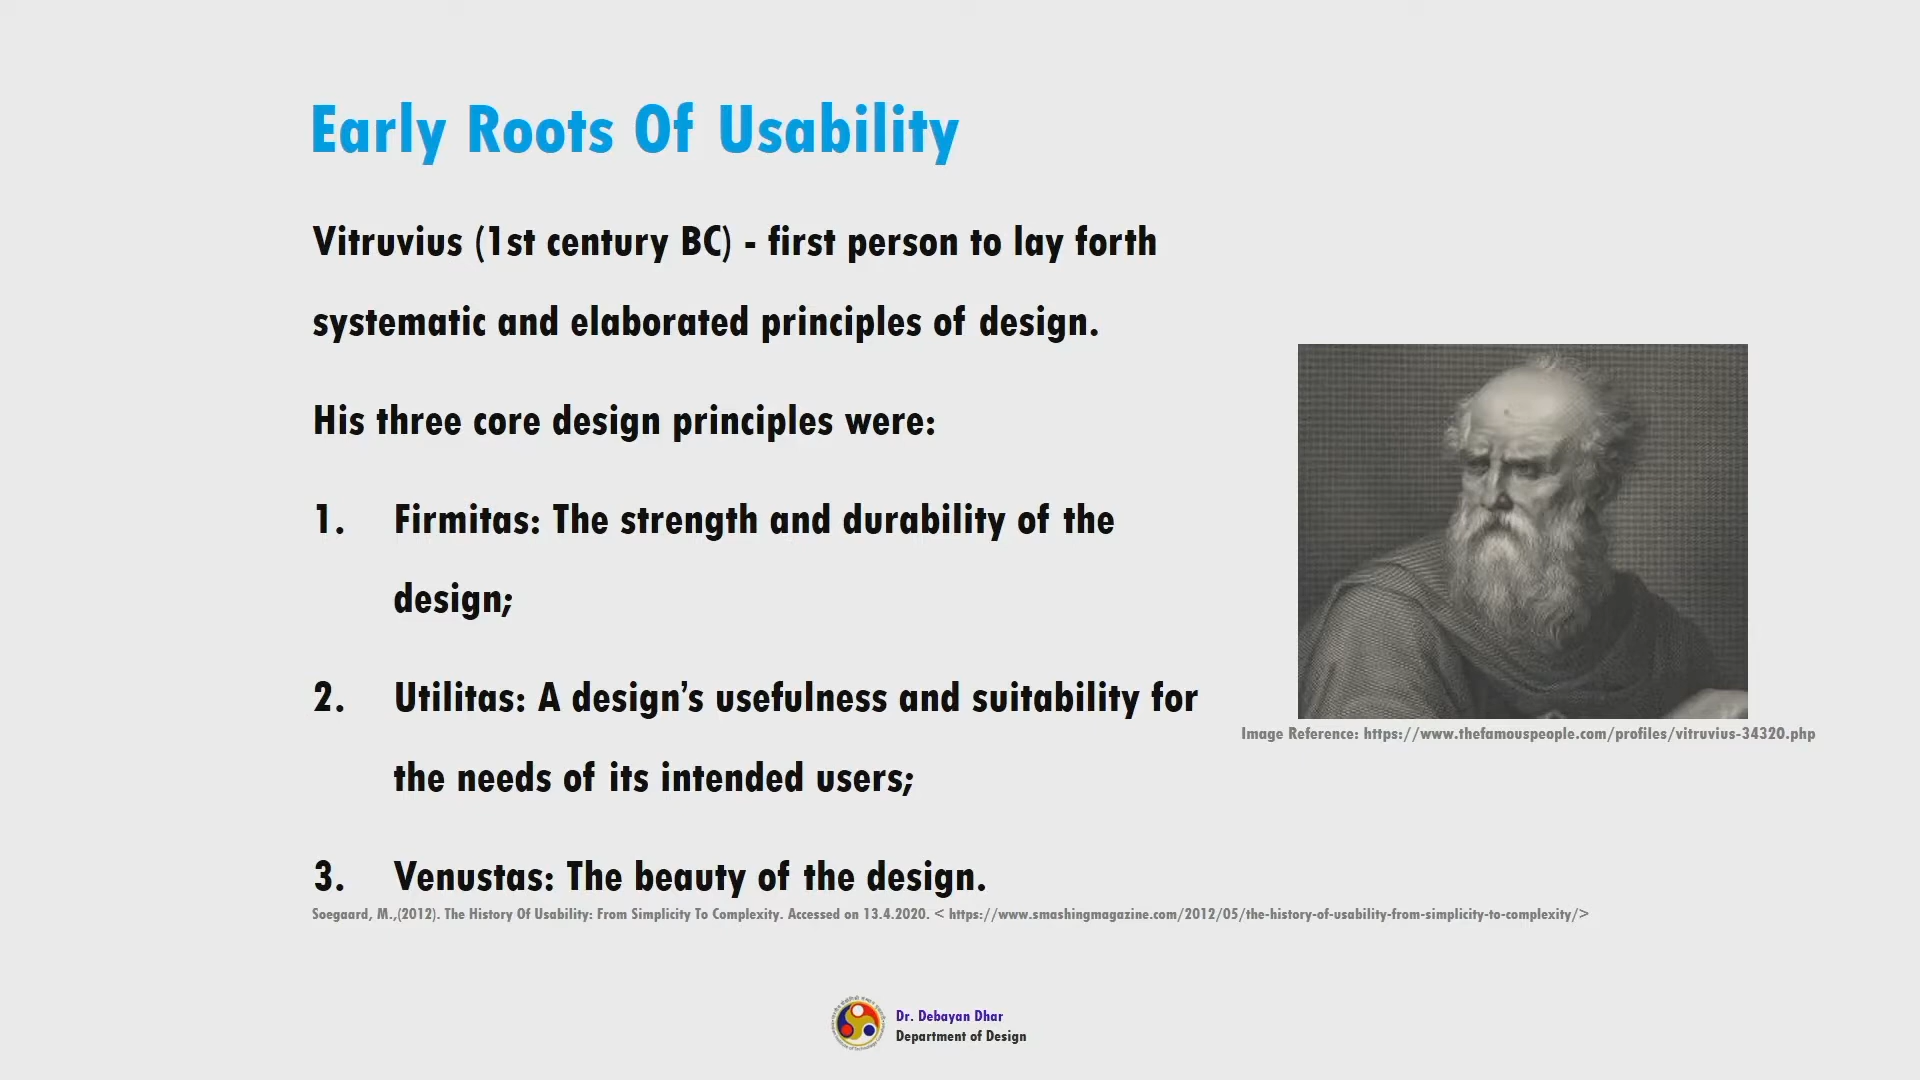 Early Roots Of Usability
Vitruvius (1st century BC) - first person to lay forth
systematic and elaborated principles of design.
His three core design principles were:
1. Firmitas: The strength and durability of the
design;
2. Utilitas: A design’s usefulness and suitability for
the needs of its intended users;
3. Venustas: The beauty of the design.
Image Reference: https://www.thefamouspeople.com/profiles/vitruvius-34320.php
Soegaard, M.,(2012). The History Of Usability: From Simplicity To Complexity. Accessed on 13.4.2020. < https://www.smashingmagazine.com/2012/05/the-history-of-usability-from-simplicity-to-complexity/>
Dr. Debayan Dhar
Department of Design